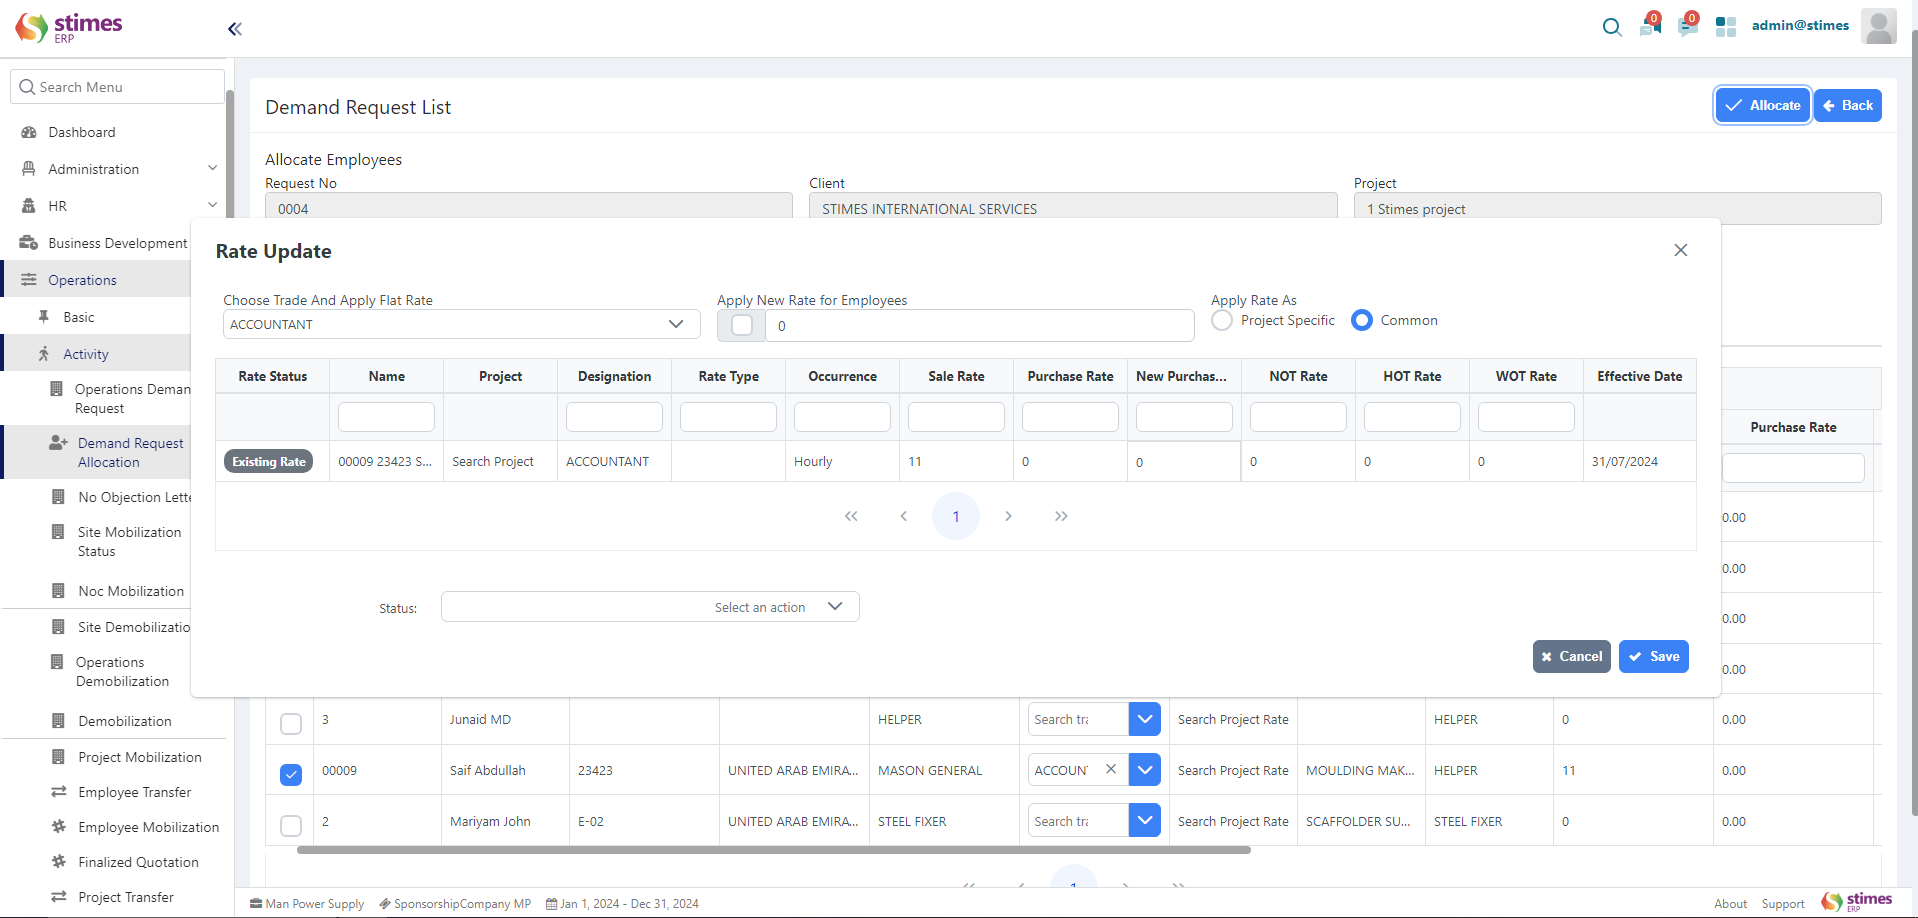 stimes
ERP
0
0
admin@stimes
Search Menu
Dashboard
Administration
HR
Business Development
Operations
Basic
Activity
Operations Deman
Request
Demand Request
Allocation
No Objection Lette
Site Mobilization
Status
Noc Mobilization
Site Demobilizatio
Operations
Demobilization
Demobilization
Project Mobilization
Employee Transfer
Employee Mobilization
Finalized Quotation
Project Transfer
Demand Request List
Allocate
Back
Allocate Employees
Request No
Client
Project
0004
STIMES INTERNATIONAL SERVICES
1 Stimes project
Rate Update
Choose Trade And Apply Flat Rate
Apply New Rate for Employees
Apply Rate As
ACCOUNTANT
0
Project Specific
Common
Rate Status Name Project Designation Rate Type Occurrence Sale Rate Purchase Rate New Purchas... NOT Rate HOT Rate WOT Rate Effective Date
Existing Rate 00009 23423 S... Search Project ACCOUNTANT Hourly 11 0 0 0 0 0 31/07/2024
1
Status:
Select an action
Cancel
Save
Purchase Rate
0.00
0.00
0.00
0.00
3 Junaid MD HELPER Search tra Search Project Rate HELPER 0 0.00
00009 Saif Abdullah 23423 UNITED ARAB EMIRA... MASON GENERAL ACCOUN Search Project Rate MOULDING MAK... HELPER 11 0.00
2 Mariyam John E-02 UNITED ARAB EMIRA... STEEL FIXER Search tra Search Project Rate SCAFFOLDER SU... STEEL FIXER 0 0.00
1
Man Power Supply
SponsorshipCompany MP
Jan 1, 2024 - Dec 31, 2024
About
Support
stimes
ERP